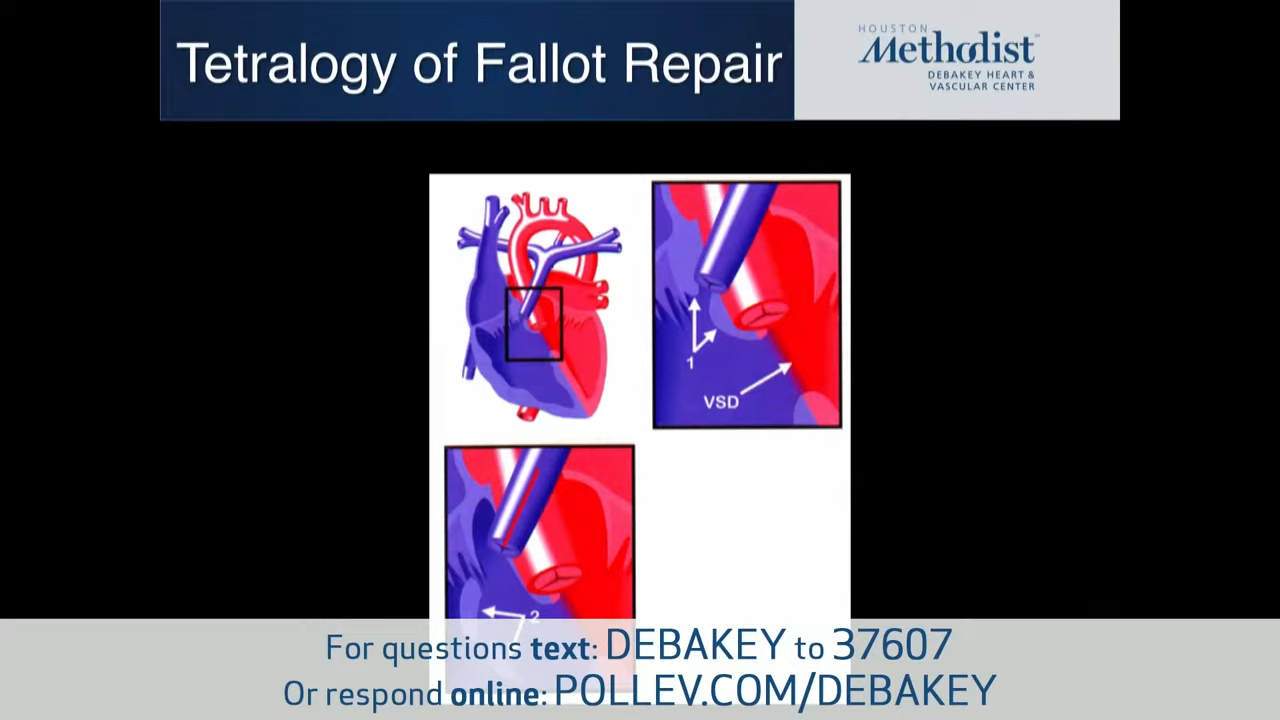 Tetralogy of Fallot Repair
HOUSTON
Methodist
DEBAKEY HEART &
VASCULAR CENTER
1
VSD
2
For questions text: DEBAKEY to 37607
Or respond online: POLLEV.COM/DEBAKEY